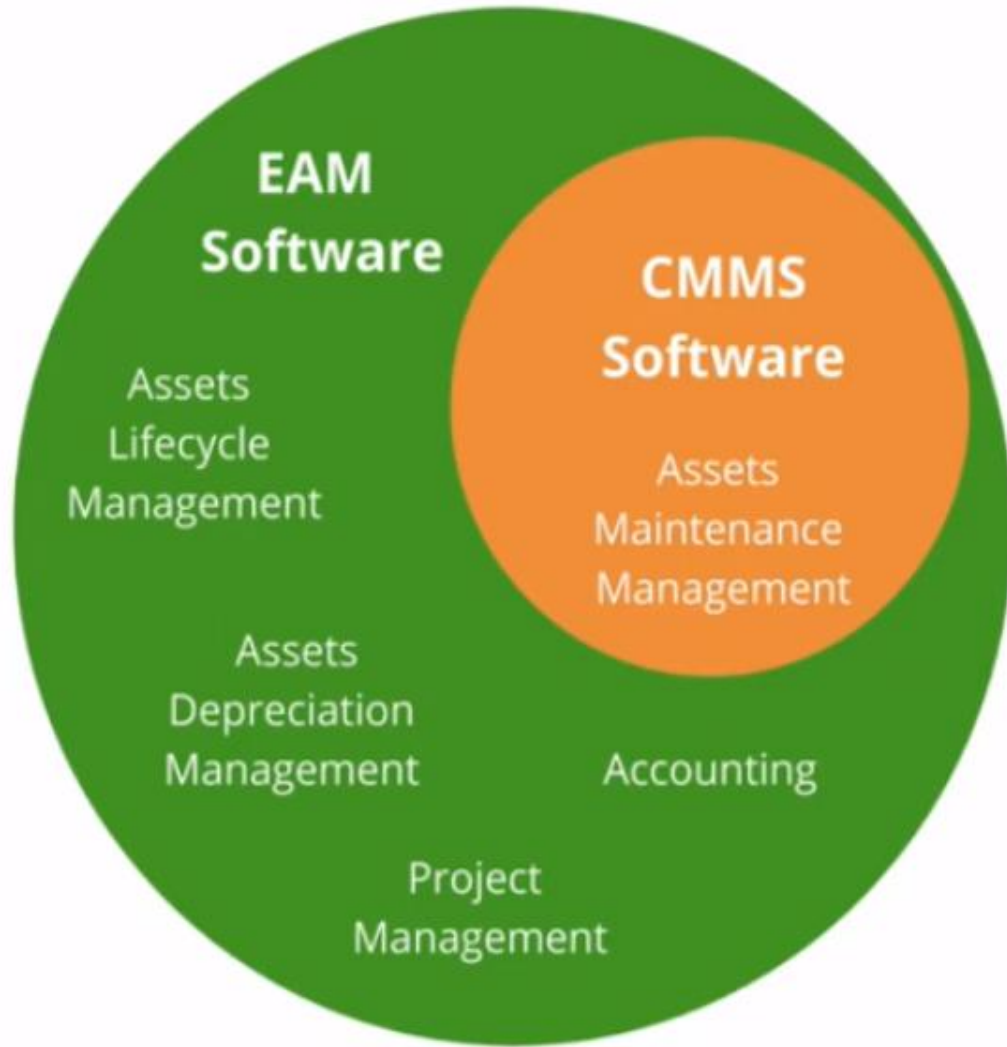 EAM
Software
CMMS
Software
Assets
Lifecycle
Management
Assets
Maintenance
Management
Assets
Depreciation
Management
Accounting
Project
Management